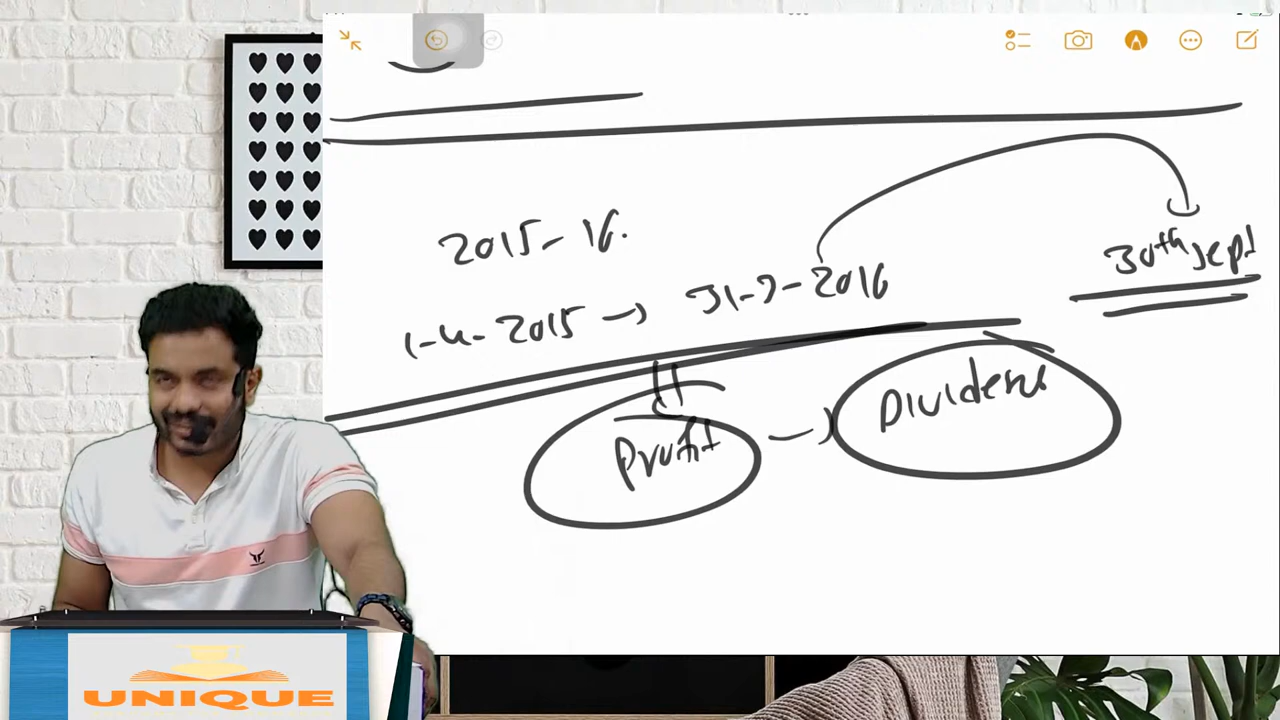 2015-16.
30th sept
1-4-2015 → 31-3-2016
Profit → Dividend
UNIQUE